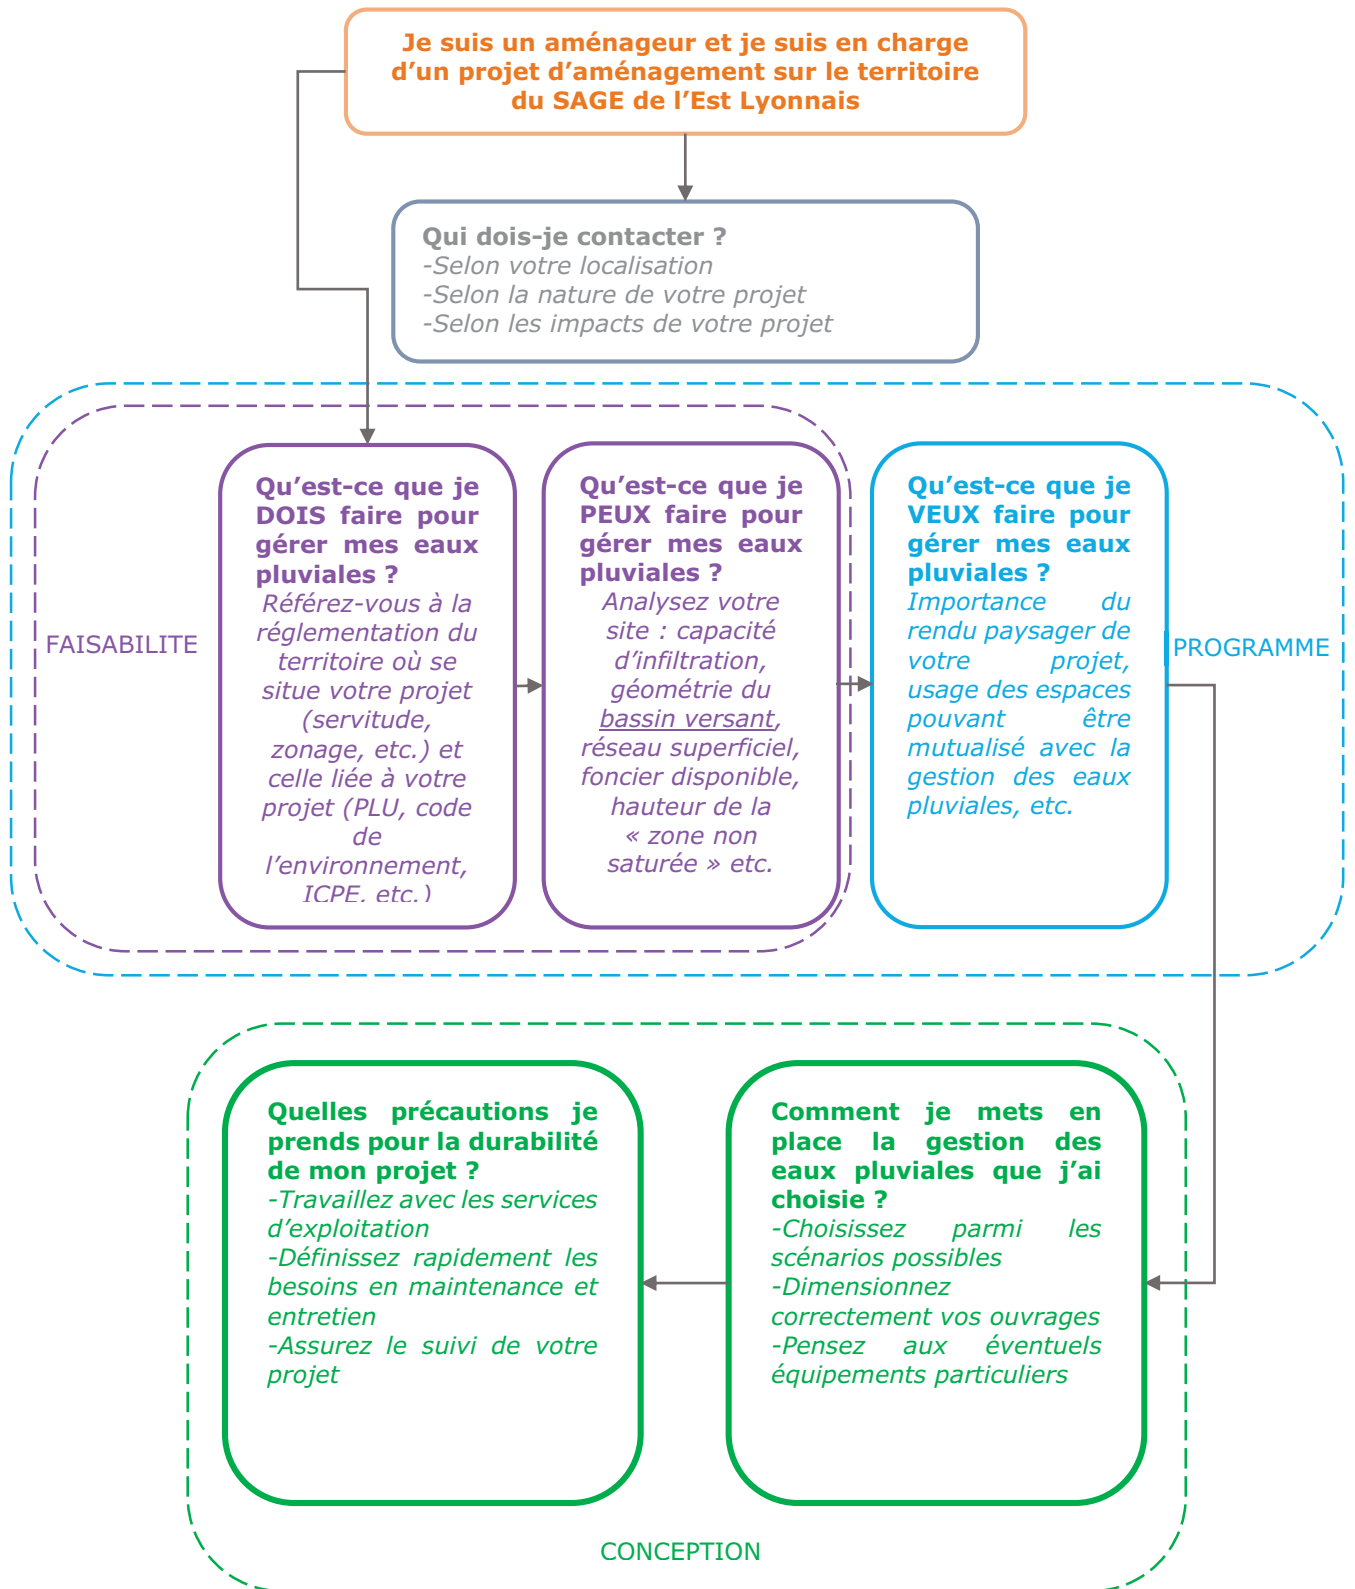 Je suis un aménageur et je suis en charge
d’un projet d’aménagement sur le territoire
du SAGE de l’Est Lyonnais
Qui dois-je contacter ?
-Selon votre localisation
-Selon la nature de votre projet
-Selon les impacts de votre projet
FAISABILITE
Qu’est-ce que je
DOIS faire pour
gérer mes eaux
pluviales ?
Référez-vous à la
réglementation du
territoire où se
situe votre projet
(servitude,
zonage, etc.) et
celle liée à votre
projet (PLU, code
de
l’environnement,
ICPE, etc.)
Qu’est-ce que je
PEUX faire pour
gérer mes eaux
pluviales ?
Analysez votre
site : capacité
d’infiltration,
géométrie du
bassin versant,
réseau superficiel,
foncier disponible,
hauteur de la
« zone non
saturée » etc.
Qu’est-ce que je
VEUX faire pour
gérer mes eaux
pluviales ?
Importance du
rendu paysager de
votre projet,
usage des espaces
pouvant être
mutualisé avec la
gestion des eaux
pluviales, etc.
PROGRAMME
Quelles précautions je
prends pour la durabilité
de mon projet ?
-Travaillez avec les services
d’exploitation
-Définissez rapidement les
besoins en maintenance et
entretien
-Assurez le suivi de votre
projet
Comment je mets en
place la gestion des
eaux pluviales que j’ai
choisie ?
-Choisissez parmi les
scénarios possibles
-Dimensionnez
correctement vos ouvrages
-Pensez aux éventuels
équipements particuliers
CONCEPTION